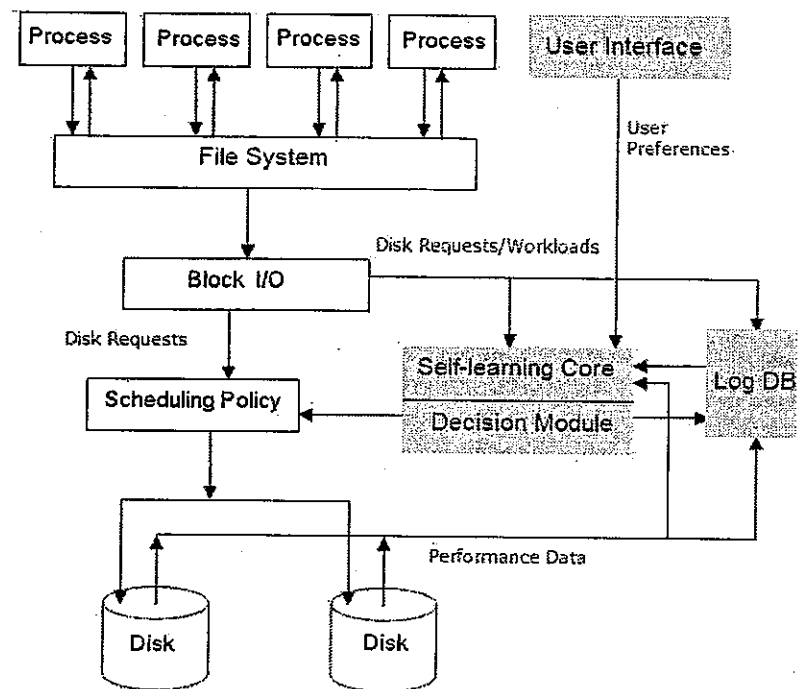 Process
Process
Process
Process
User Interface
File System
User
Preferences
Disk Requests/Workloads
Block I/O
Disk Requests
Self-learning Core
Log DB
Scheduling Policy
Decision Module
Performance Data
Disk
Disk